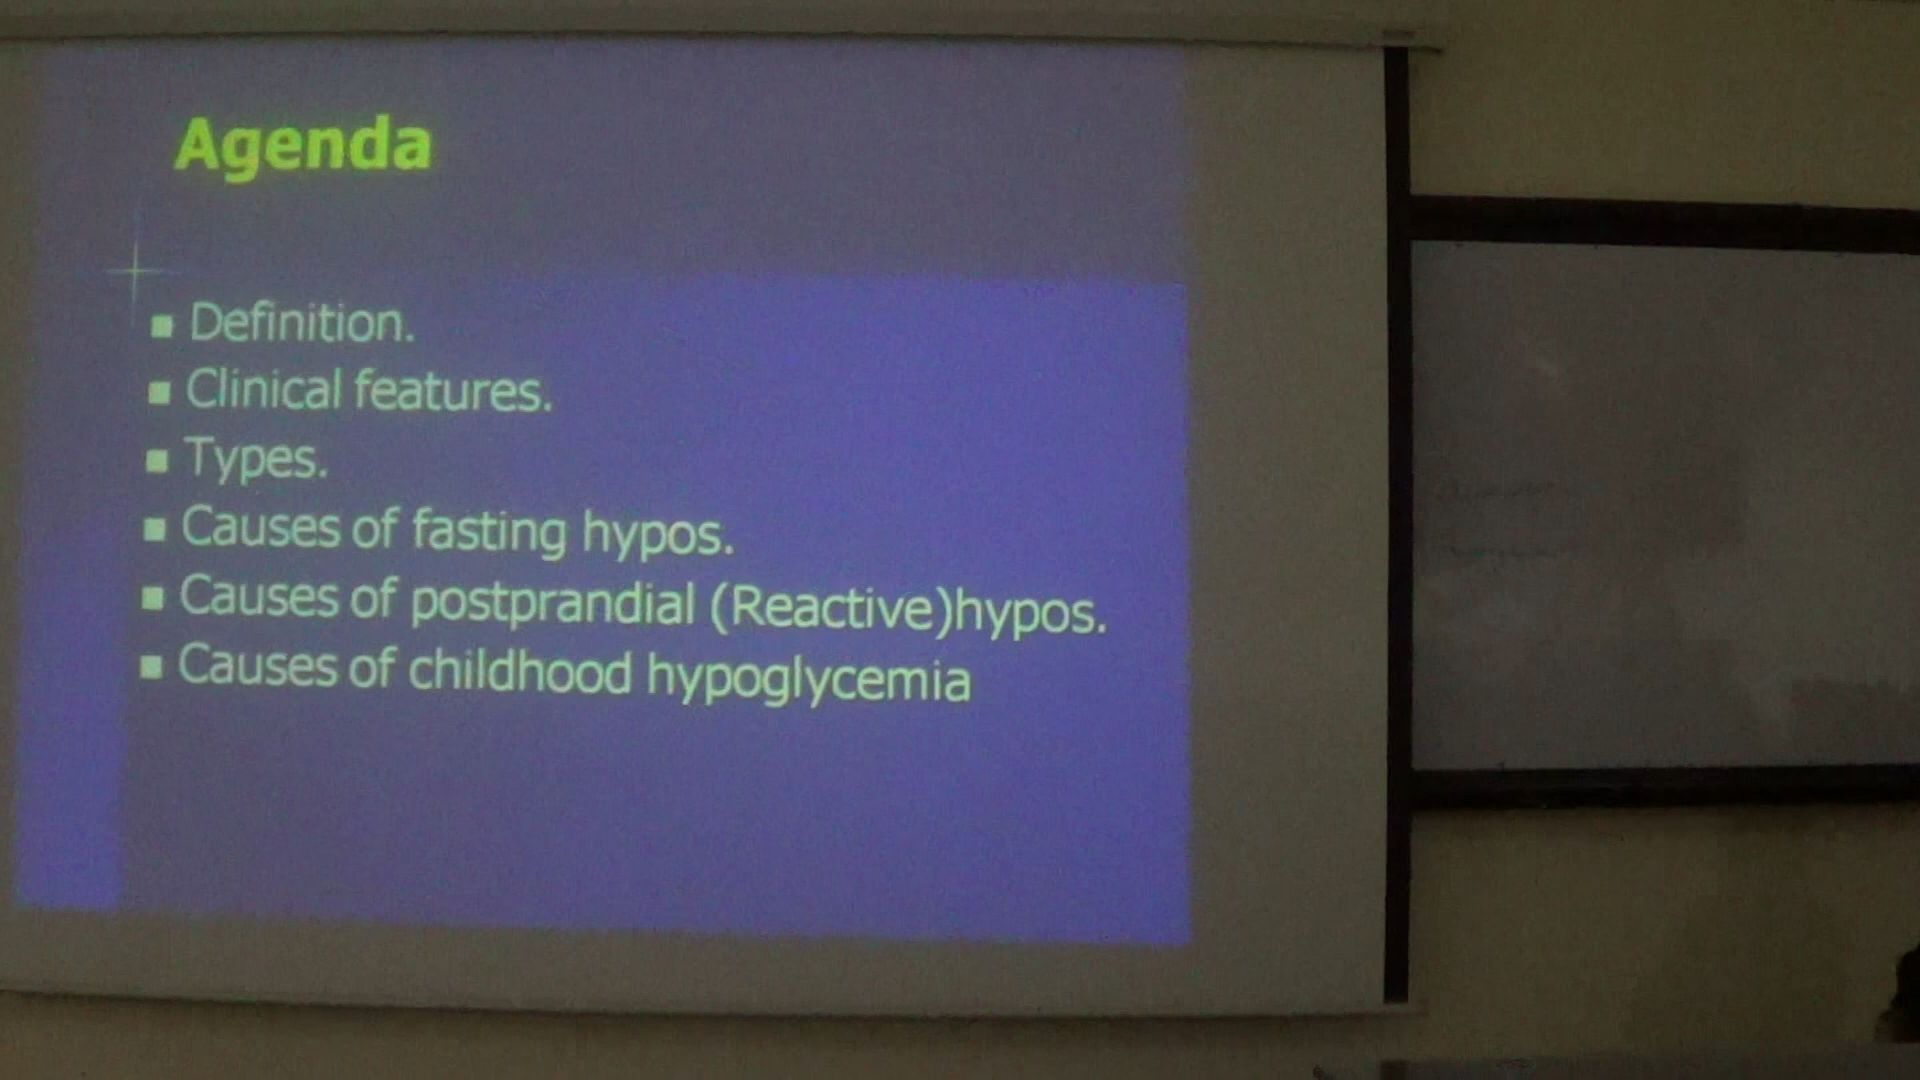 Agenda
Definition.
Clinical features.
Types.
Causes of fasting hypos.
Causes of postprandial (Reactive)hypos.
Causes of childhood hypoglycemia